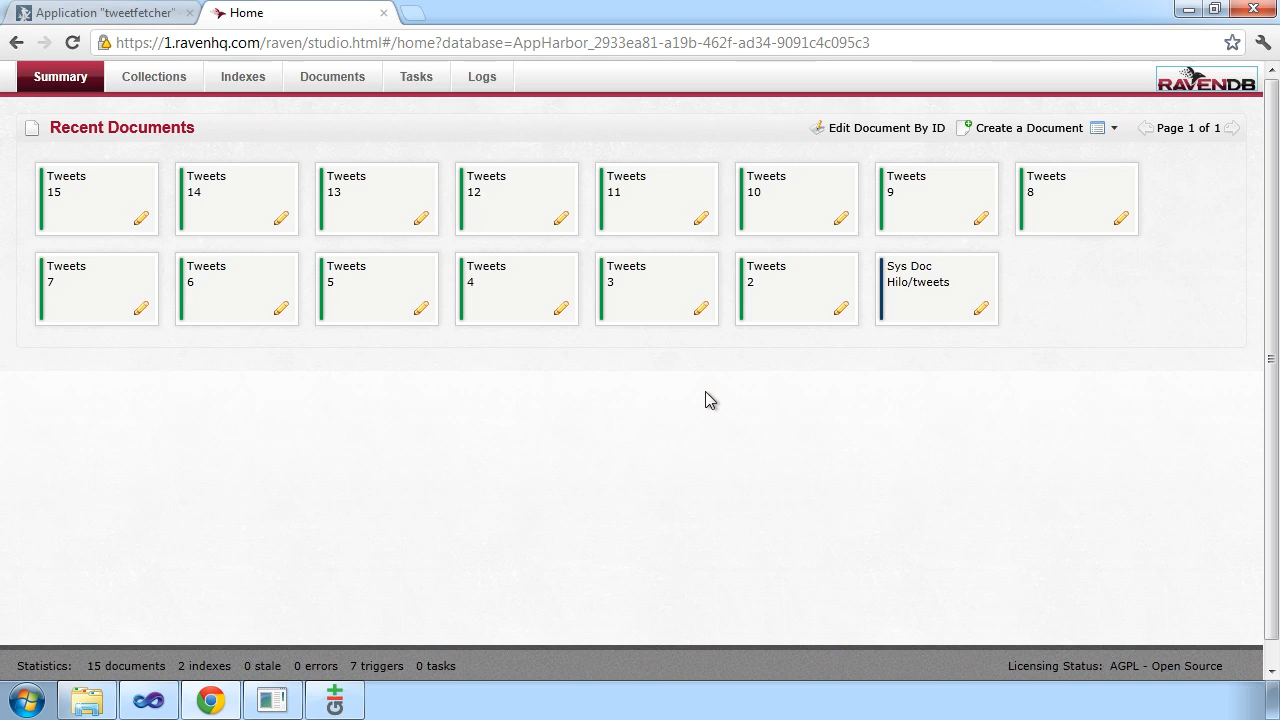 Application "tweetfetcher"
Home
https://1.ravenhq.com/raven/studio.html#/home?database=AppHarbor_2933ea81-a19b-462f-ad34-9091c4c095c3
Summary Collections Indexes Documents Tasks Logs
RAVENDB
Recent Documents
Edit Document By ID Create a Document Page 1 of 1
Tweets
15
Tweets
14
Tweets
13
Tweets
12
Tweets
11
Tweets
10
Tweets
9
Tweets
8
Tweets
7
Tweets
6
Tweets
5
Tweets
4
Tweets
3
Tweets
2
Sys Doc
Hilo/tweets
Statistics: 15 documents 2 indexes 0 stale 0 errors 7 triggers 0 tasks
Licensing Status: AGPL - Open Source
git